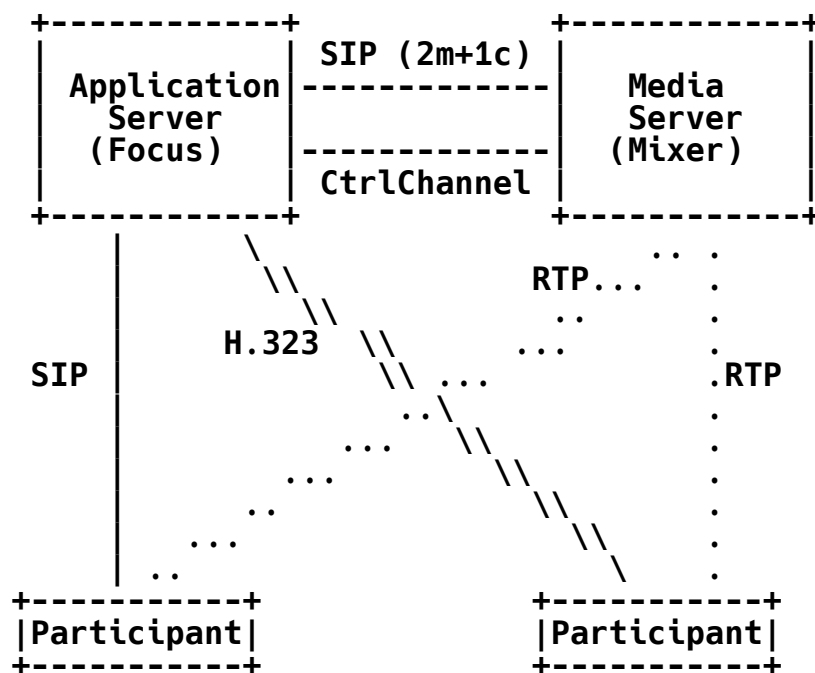 SIP (2m+1c)
Application
Server
(Focus)
Media
Server
(Mixer)
CtrlChannel
RTP
H.323
SIP
RTP
Participant
Participant